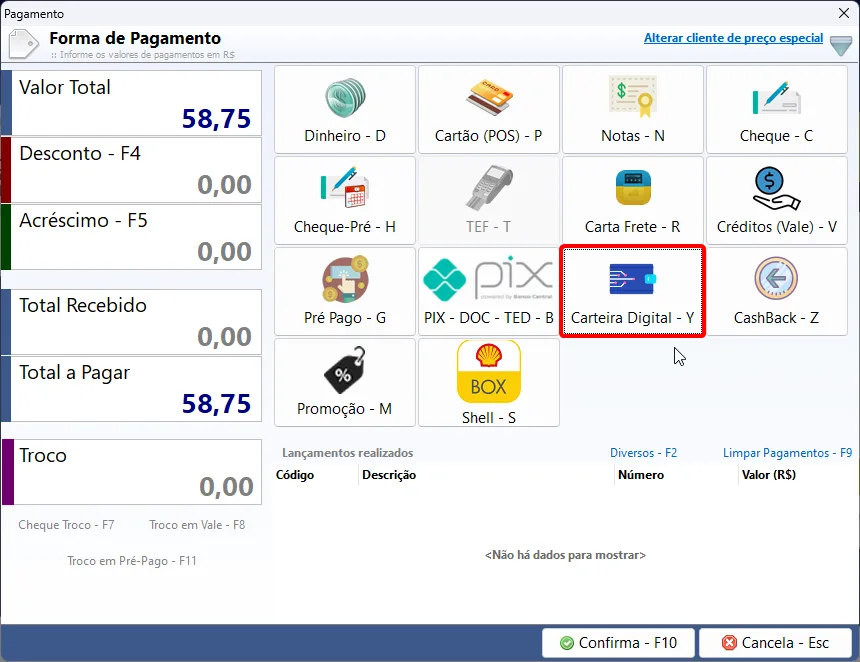 Pagamento
Forma de Pagamento
:: Informe os valores de pagamentos em R$
Alterar cliente de preço especial
Valor Total
58,75
Desconto - F4
0,00
Acréscimo - F5
0,00
Total Recebido
0,00
Total a Pagar
58,75
Troco
0,00
Cheque Troco - F7
Troco em Vale - F8
Troco em Pré-Pago - F11
Dinheiro - D
Cartão (POS) - P
Notas - N
Cheque - C
Cheque-Pré - H
TEF - T
Carta Frete - R
Créditos (Vale) - V
Pré Pago - G
pix
powered by Banco Central
PIX - DOC - TED - B
Carteira Digital - Y
CashBack - Z
Promoção - M
BOX
Shell - S
Lançamentos realizados
Diversos - F2
Limpar Pagamentos - F9
Código
Descrição
Número
Valor (R$)
<Não há dados para mostrar>
Confirma - F10
Cancela - Esc